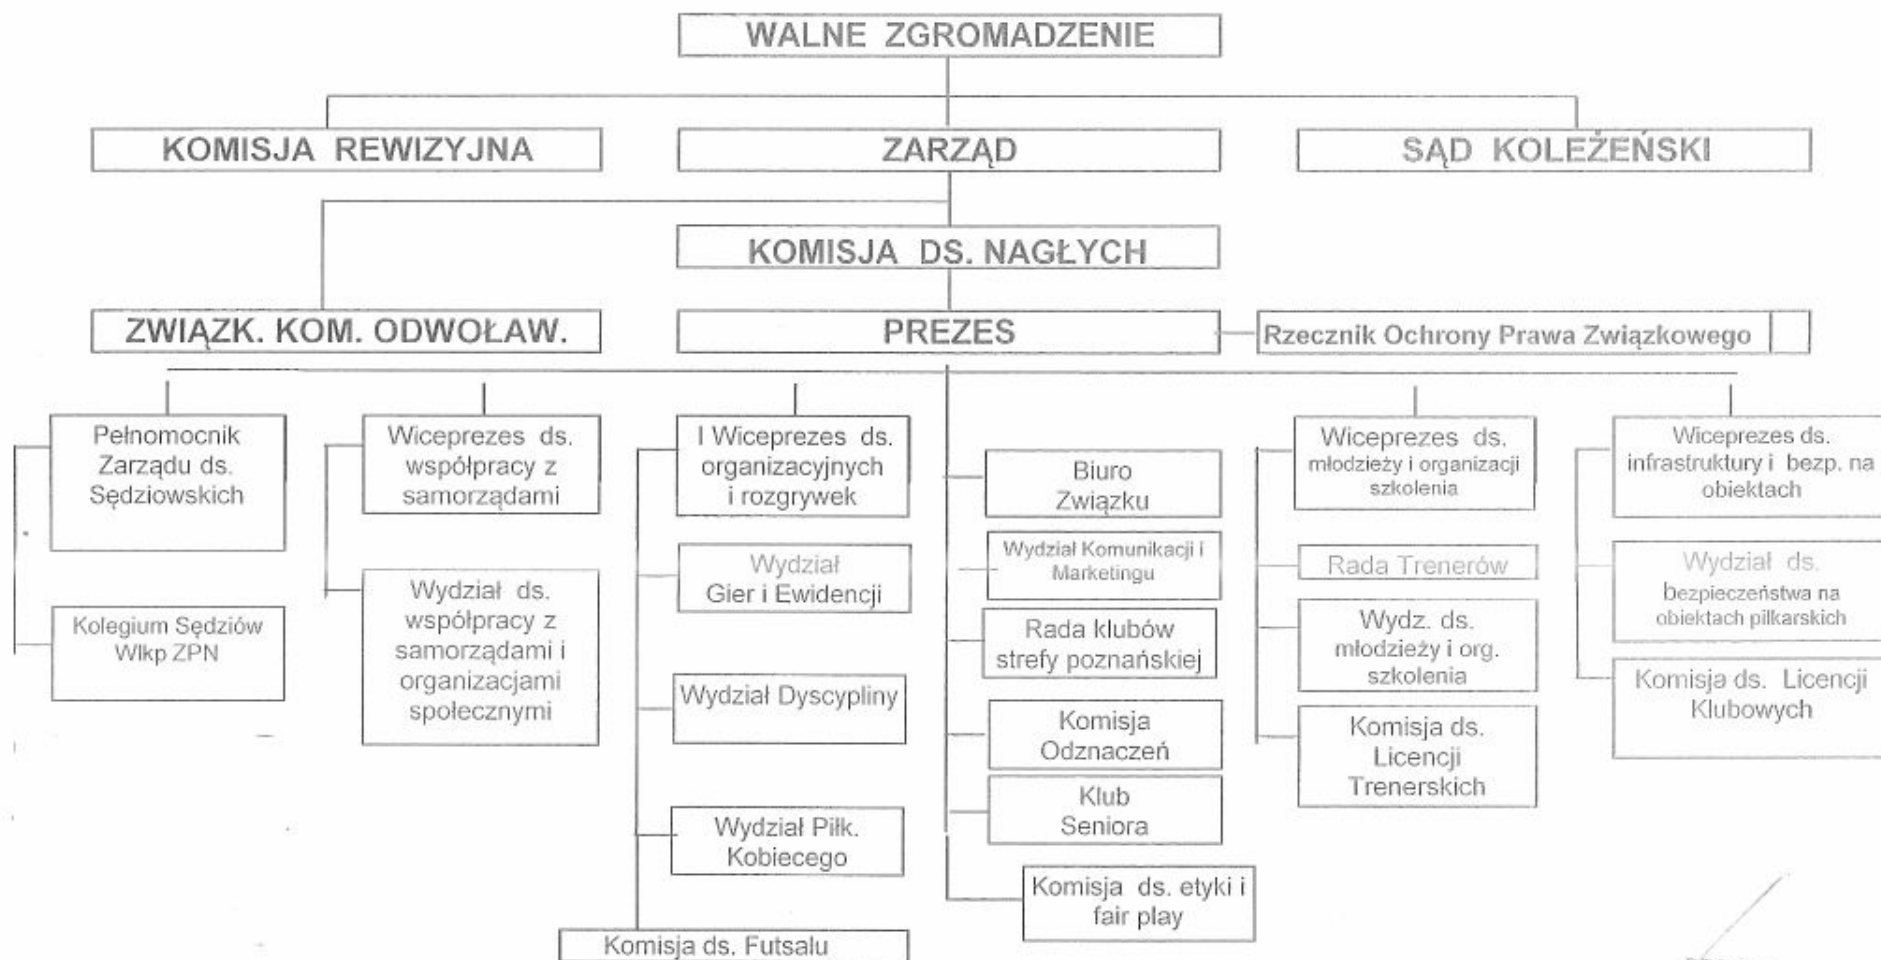 WALNE ZGROMADZENIE
KOMISJA REWIZYJNA
ZARZĄD
SĄD KOLEŻEŃSKI
KOMISJA DS. NAGŁYCH
ZWIĄZK. KOM. ODWOŁAW.
PREZES
Rzecznik Ochrony Prawa Związkowego
Pełnomocnik
Zarządu ds.
Sędziowskich
Kolegium Sędziów
Wlkp ZPN
Wiceprezes ds.
współpracy z
samorządami
Wydział ds.
współpracy z
samorządami i
organizacjami
społecznymi
I Wiceprezes ds.
organizacyjnych
i rozgrywek
Wydział
Gier i Ewidencji
Wydział Dyscypliny
Wydział Piłk.
Kobiecego
Komisja ds. Futsalu
Biuro
Związku
Wydział Komunikacji i
Marketingu
Rada klubów
strefy poznańskiej
Komisja
Odznaczeń
Klub
Seniora
Komisja ds. etyki i
fair play
Wiceprezes ds.
młodzieży i organizacji
szkolenia
Rada Trenerów
Wydz. ds.
młodzieży i org.
szkolenia
Komisja ds.
Licencji
Trenerskich
Wiceprezes ds.
infrastruktury i bezp. na
obiektach
Wydział ds.
bezpieczeństwa na
obiektach pilkarskich
Komisja ds. Licencji
Klubowych